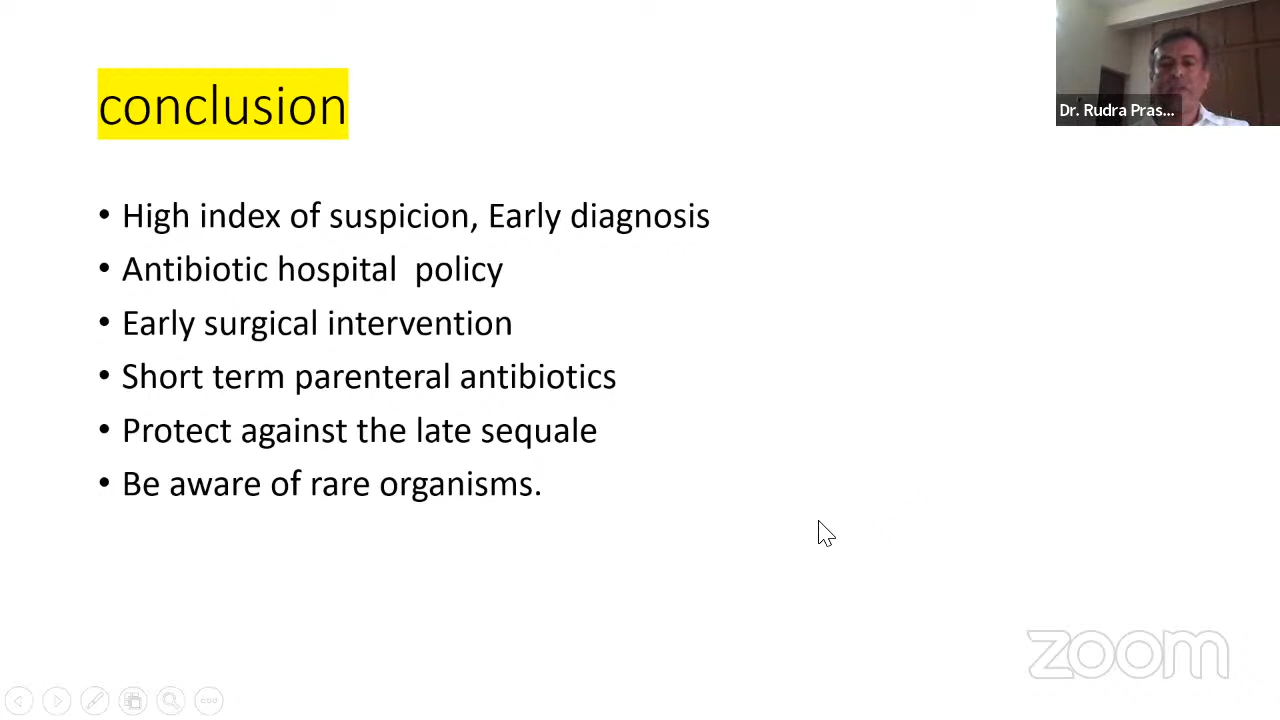 conclusion
Dr. Rudra Pras...
• High index of suspicion, Early diagnosis
• Antibiotic hospital  policy
• Early surgical intervention
• Short term parenteral antibiotics
• Protect against the late sequale
• Be aware of rare organisms.
zoom